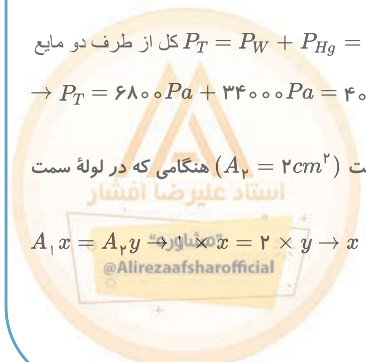 کل از طرف دو مایع P_T = P_W + P_{Hg} =
→ P_T = ۶۸۰۰Pa + ۳۴۰۰۰Pa = ۴۰
ت (A_۲ = ۲cm^۲) هنگامی که در لولهٔ سمت
استاد علیرضا افشار
A_۱x = A_۲y → ۱ × x = ۲ × y → x
"مشاوره"
@Alirezaafsharofficial